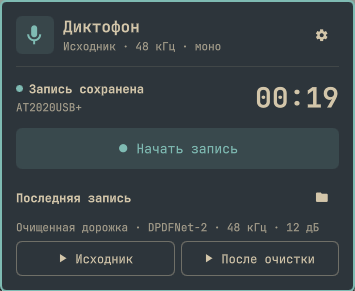 Диктофон
Исходник · 48 кГц · моно
Запись сохранена
00:19
AT2020USB+
Начать запись
Последняя запись
Очищенная дорожка · DPDFNet-2 · 48 кГц · 12 дБ
Исходник
После очистки